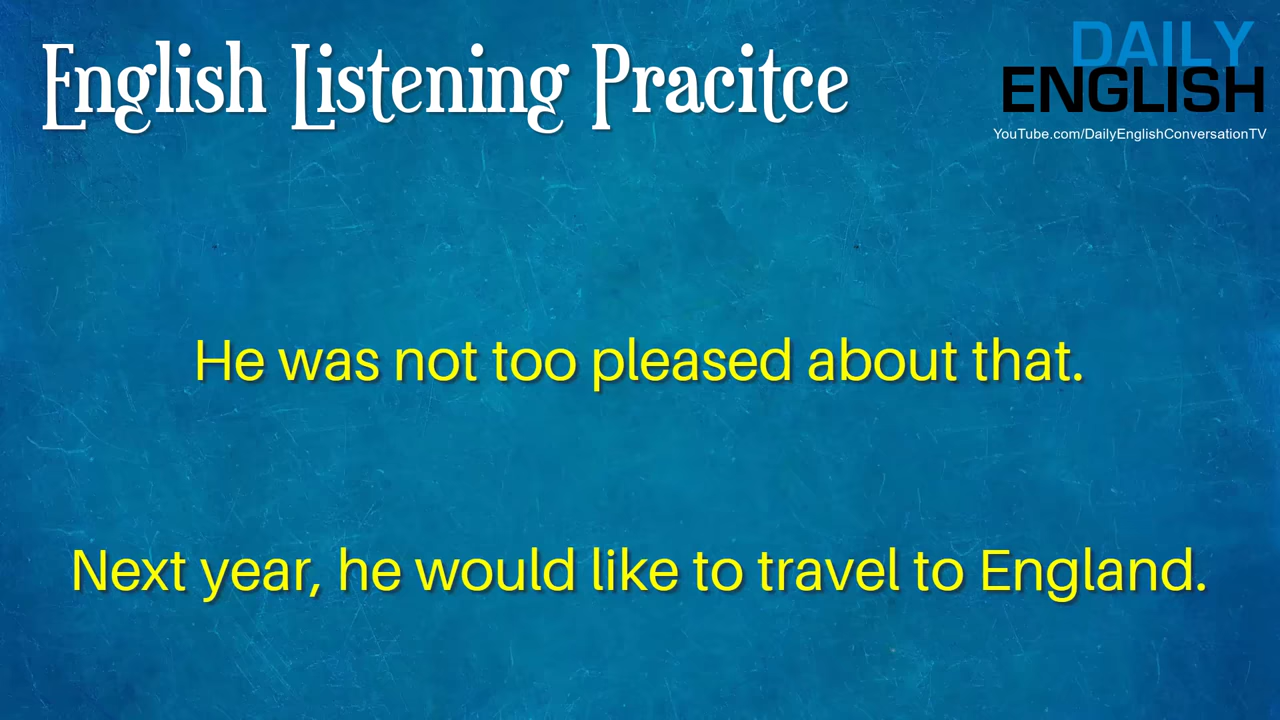 English Listening Pracitce
DAILY
ENGLISH
YouTube.com/DailyEnglishConversationTV
He was not too pleased about that.
Next year, he would like to travel to England.